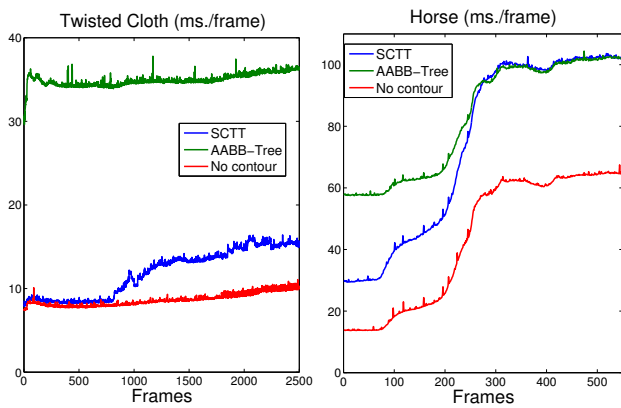 Twisted Cloth (ms./frame)
40
30
20
10
0
0
500
1000
1500
2000
2500
Frames
SCTT
AABB-Tree
No contour
Horse (ms./frame)
100
80
60
40
20
0
0
100
200
300
400
500
Frames
SCTT
AABB-Tree
No contour